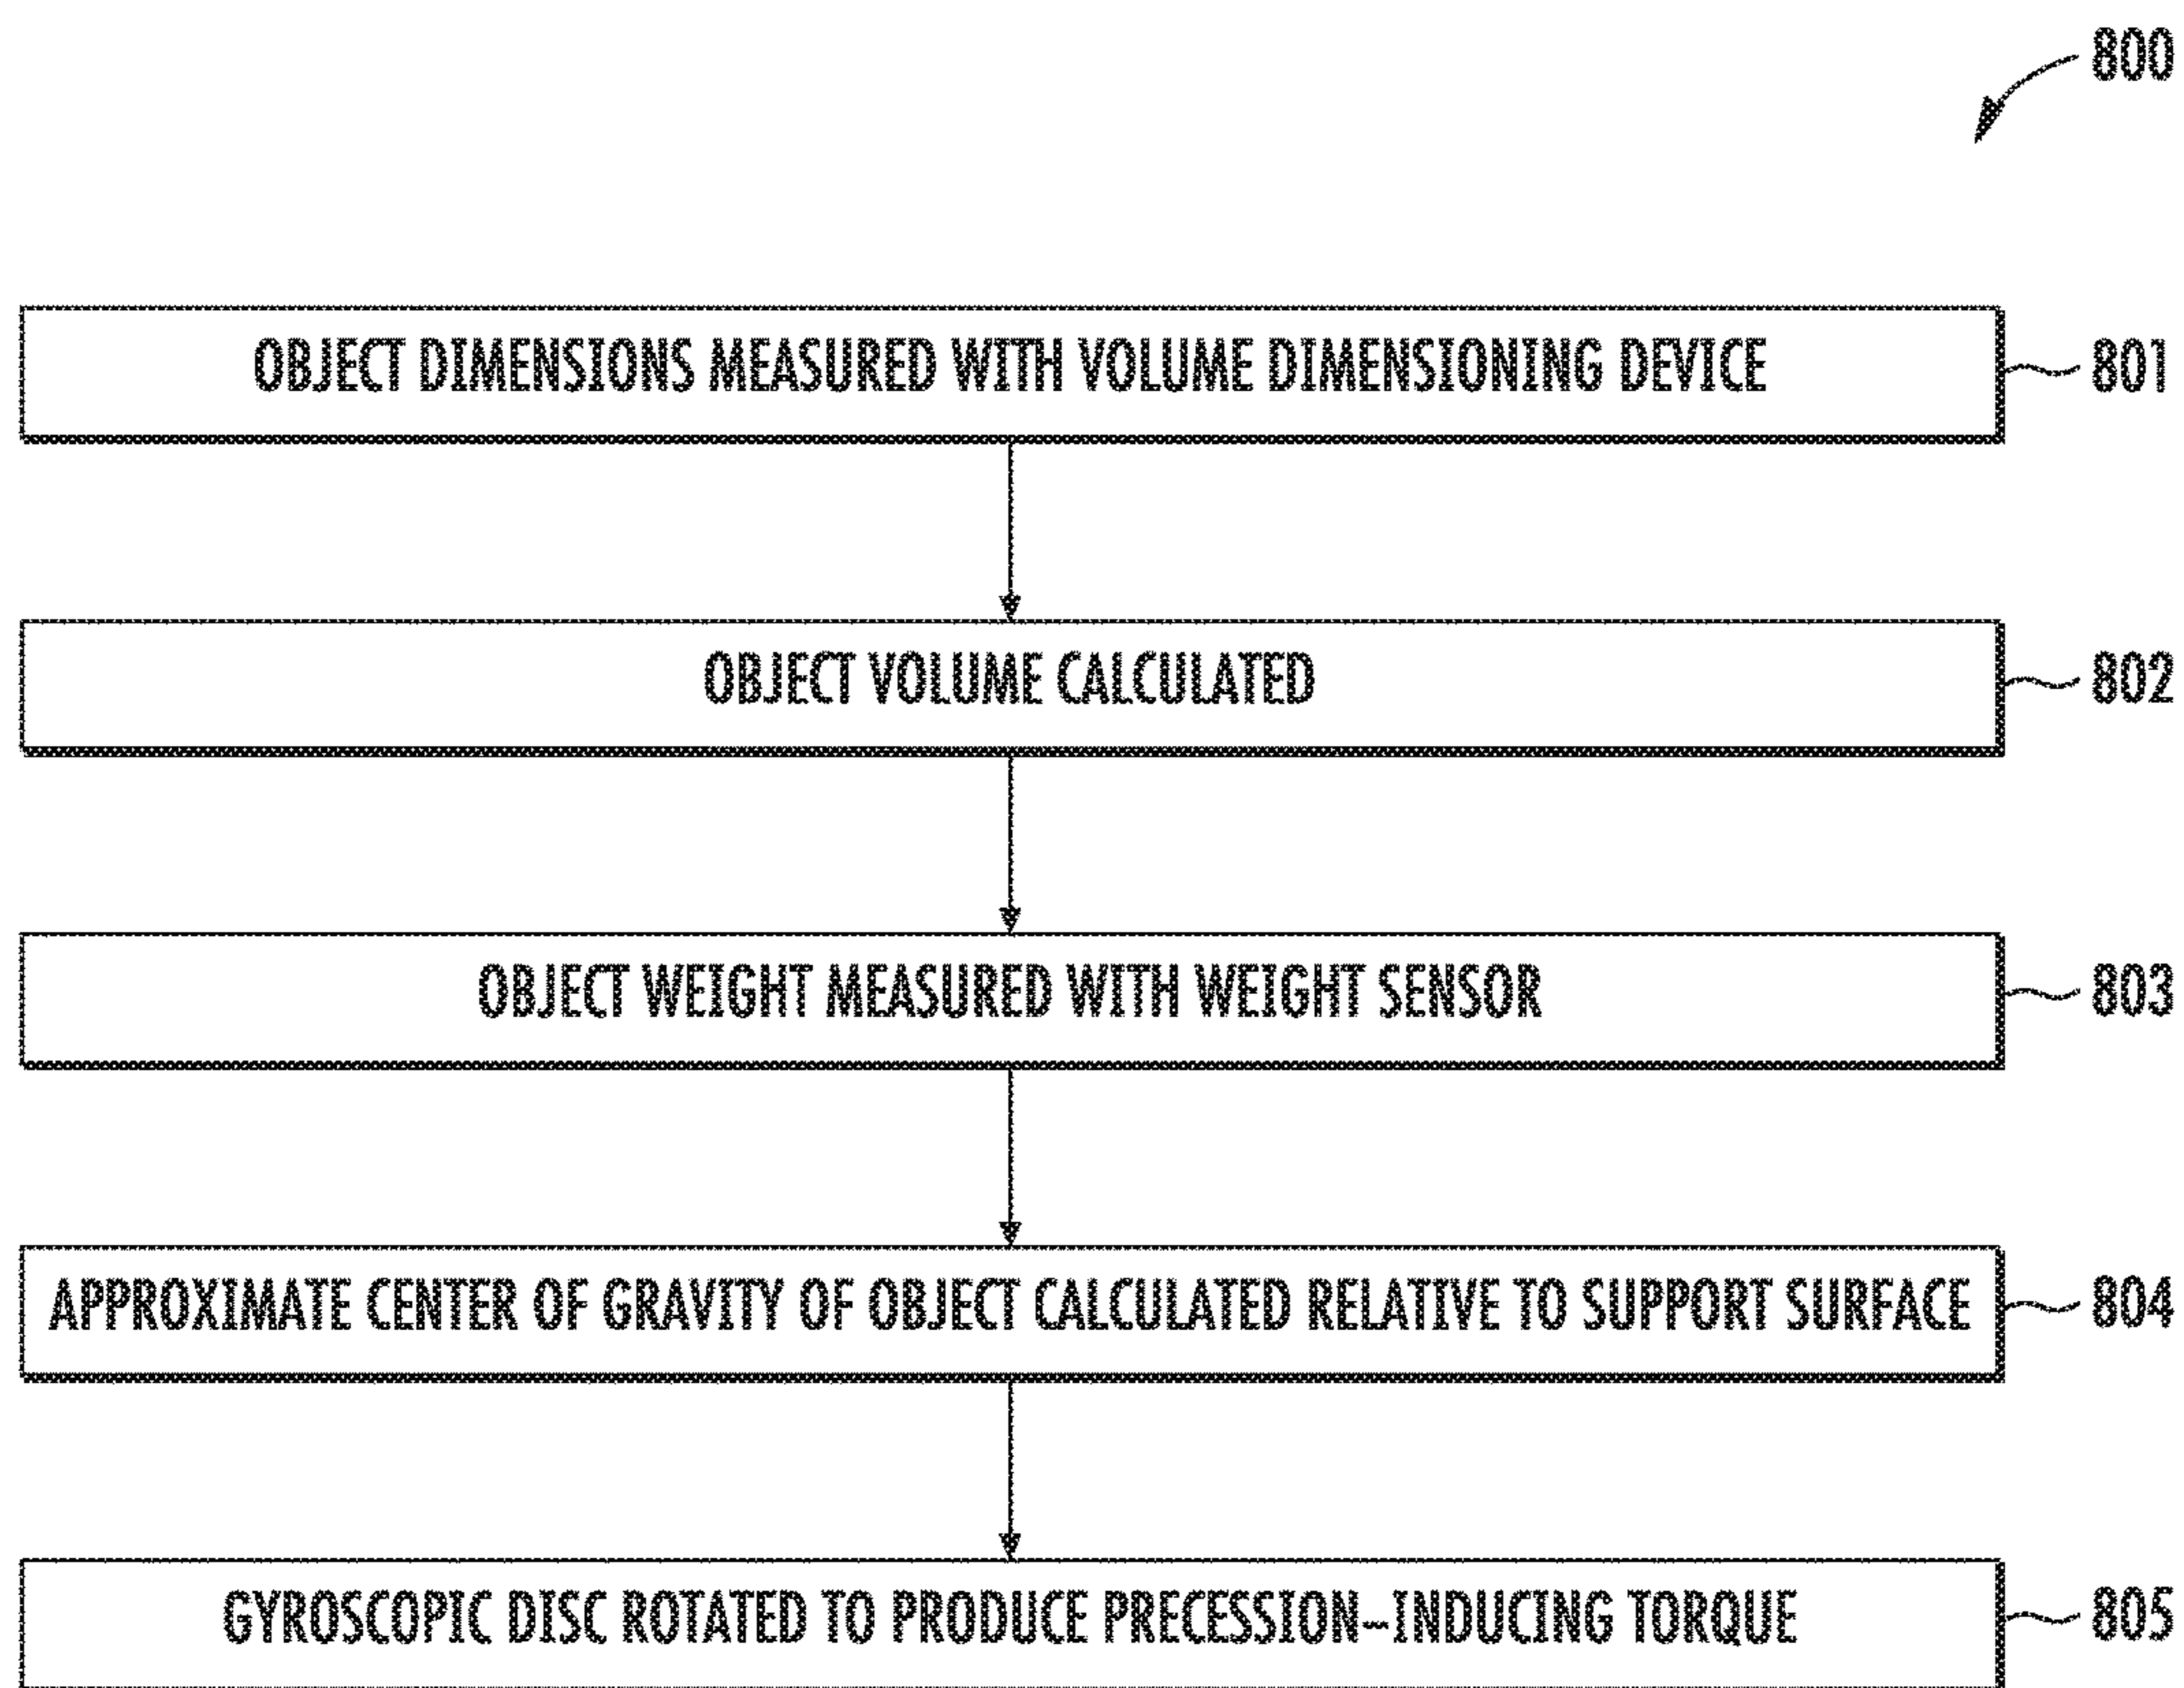 800
OBJECT DIMENSIONS MEASURED WITH VOLUME DIMENSIONING DEVICE 801
OBJECT VOLUME CALCULATED 802
OBJECT WEIGHT MEASURED WITH WEIGHT SENSOR 803
APPROXIMATE CENTER OF GRAVITY OF OBJECT CALCULATED RELATIVE TO SUPPORT SURFACE 804
GYROSCOPIC DISC ROTATED TO PRODUCE PRECESSION-INDUCING TORQUE 805